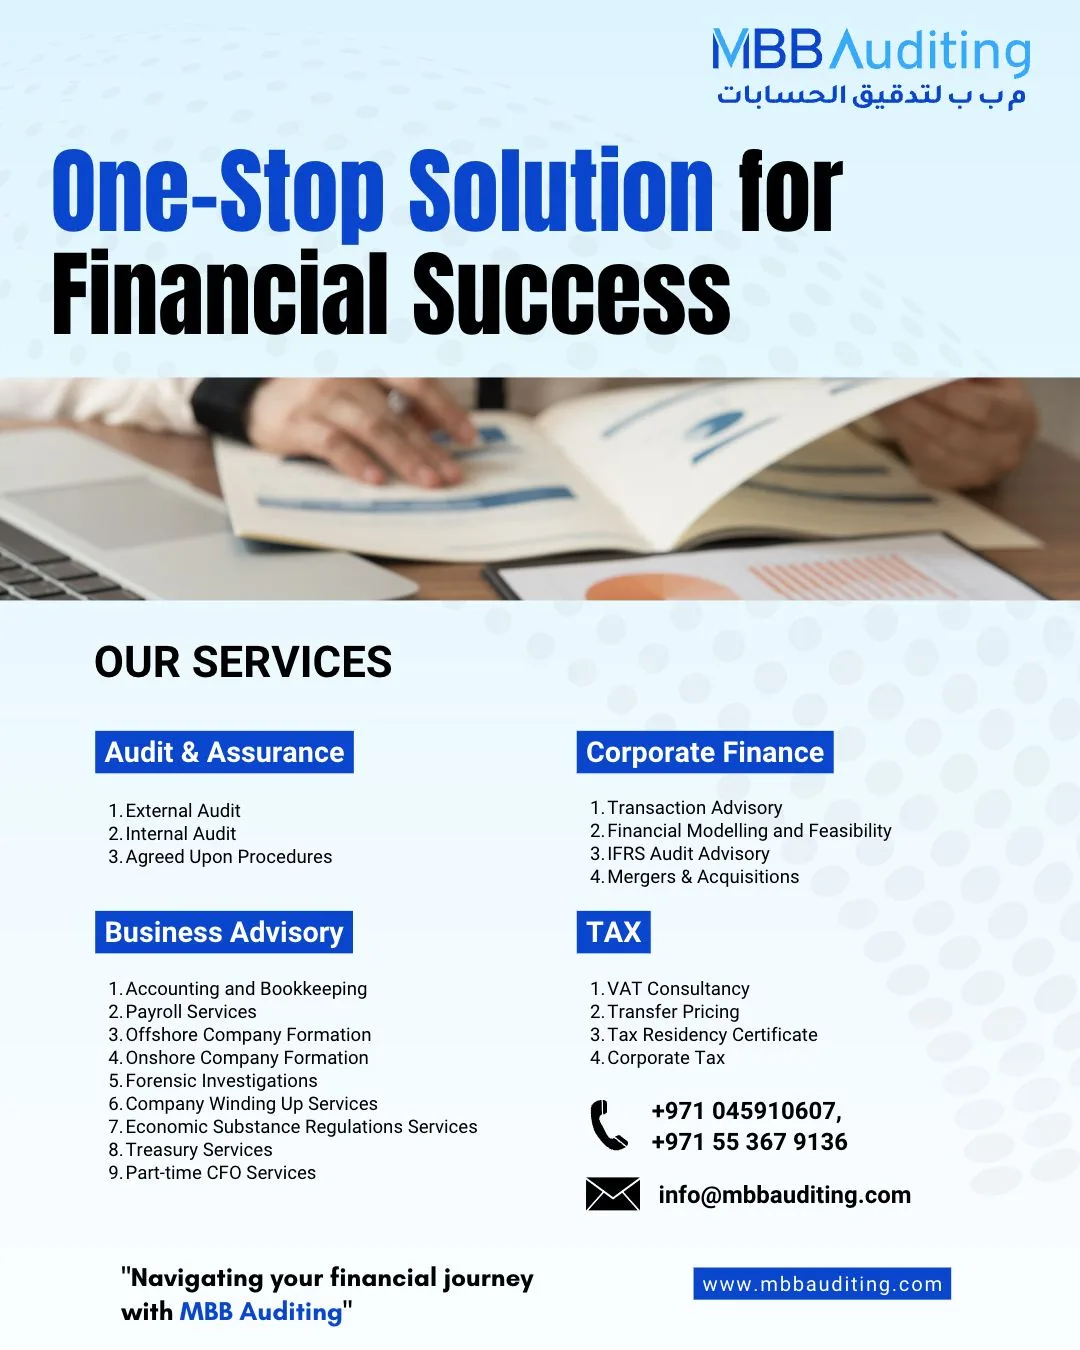 MBB Auditing
م ب ب لتدقيق الحسابات
One-Stop Solution for
Financial Success
OUR SERVICES
Audit & Assurance
1. External Audit
2. Internal Audit
3. Agreed Upon Procedures
Corporate Finance
1. Transaction Advisory
2. Financial Modelling and Feasibility
3. IFRS Audit Advisory
4. Mergers & Acquisitions
Business Advisory
1. Accounting and Bookkeeping
2. Payroll Services
3. Offshore Company Formation
4. Onshore Company Formation
5. Forensic Investigations
6. Company Winding Up Services
7. Economic Substance Regulations Services
8. Treasury Services
9. Part-time CFO Services
TAX
1. VAT Consultancy
2. Transfer Pricing
3. Tax Residency Certificate
4. Corporate Tax
+971 045910607,
+971 55 367 9136
info@mbbauditing.com
"Navigating your financial journey
with MBB Auditing"
www.mbbauditing.com